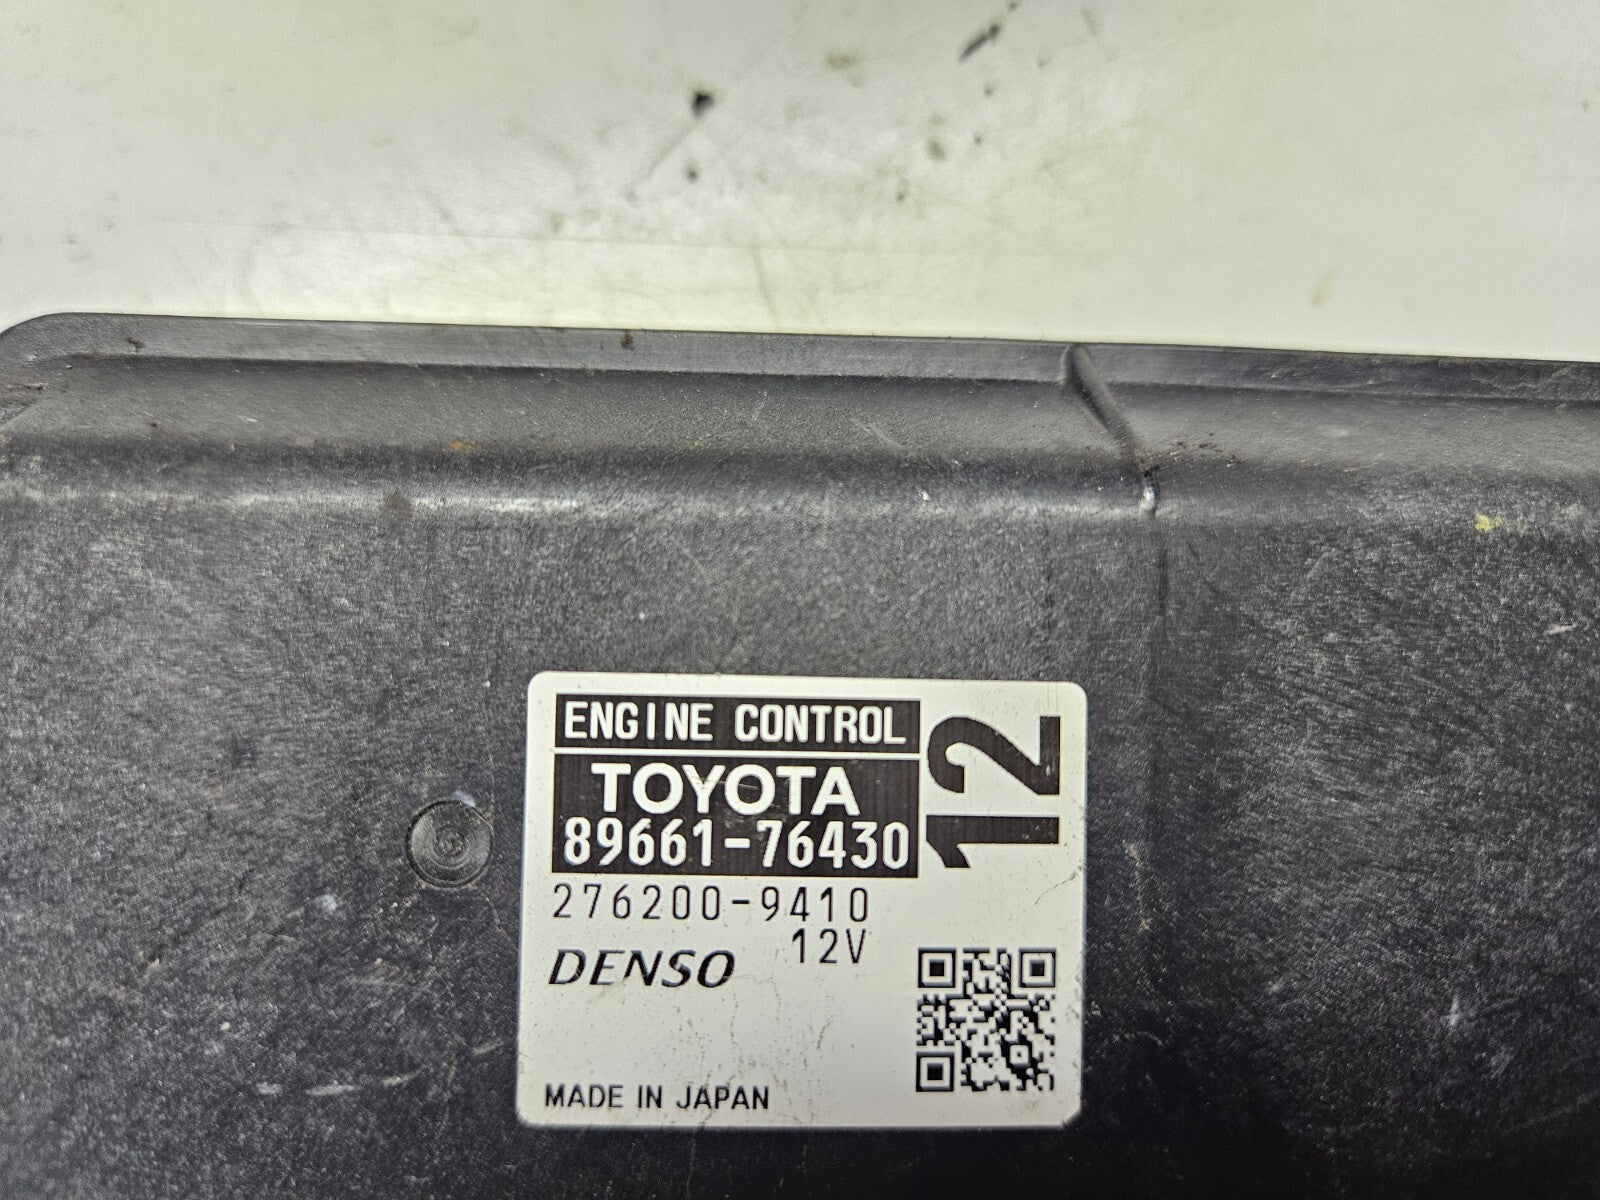 ENGINE CONTROL
TOYOTA
89661-76430
12
276200-9410
12V
DENSO
MADE IN JAPAN